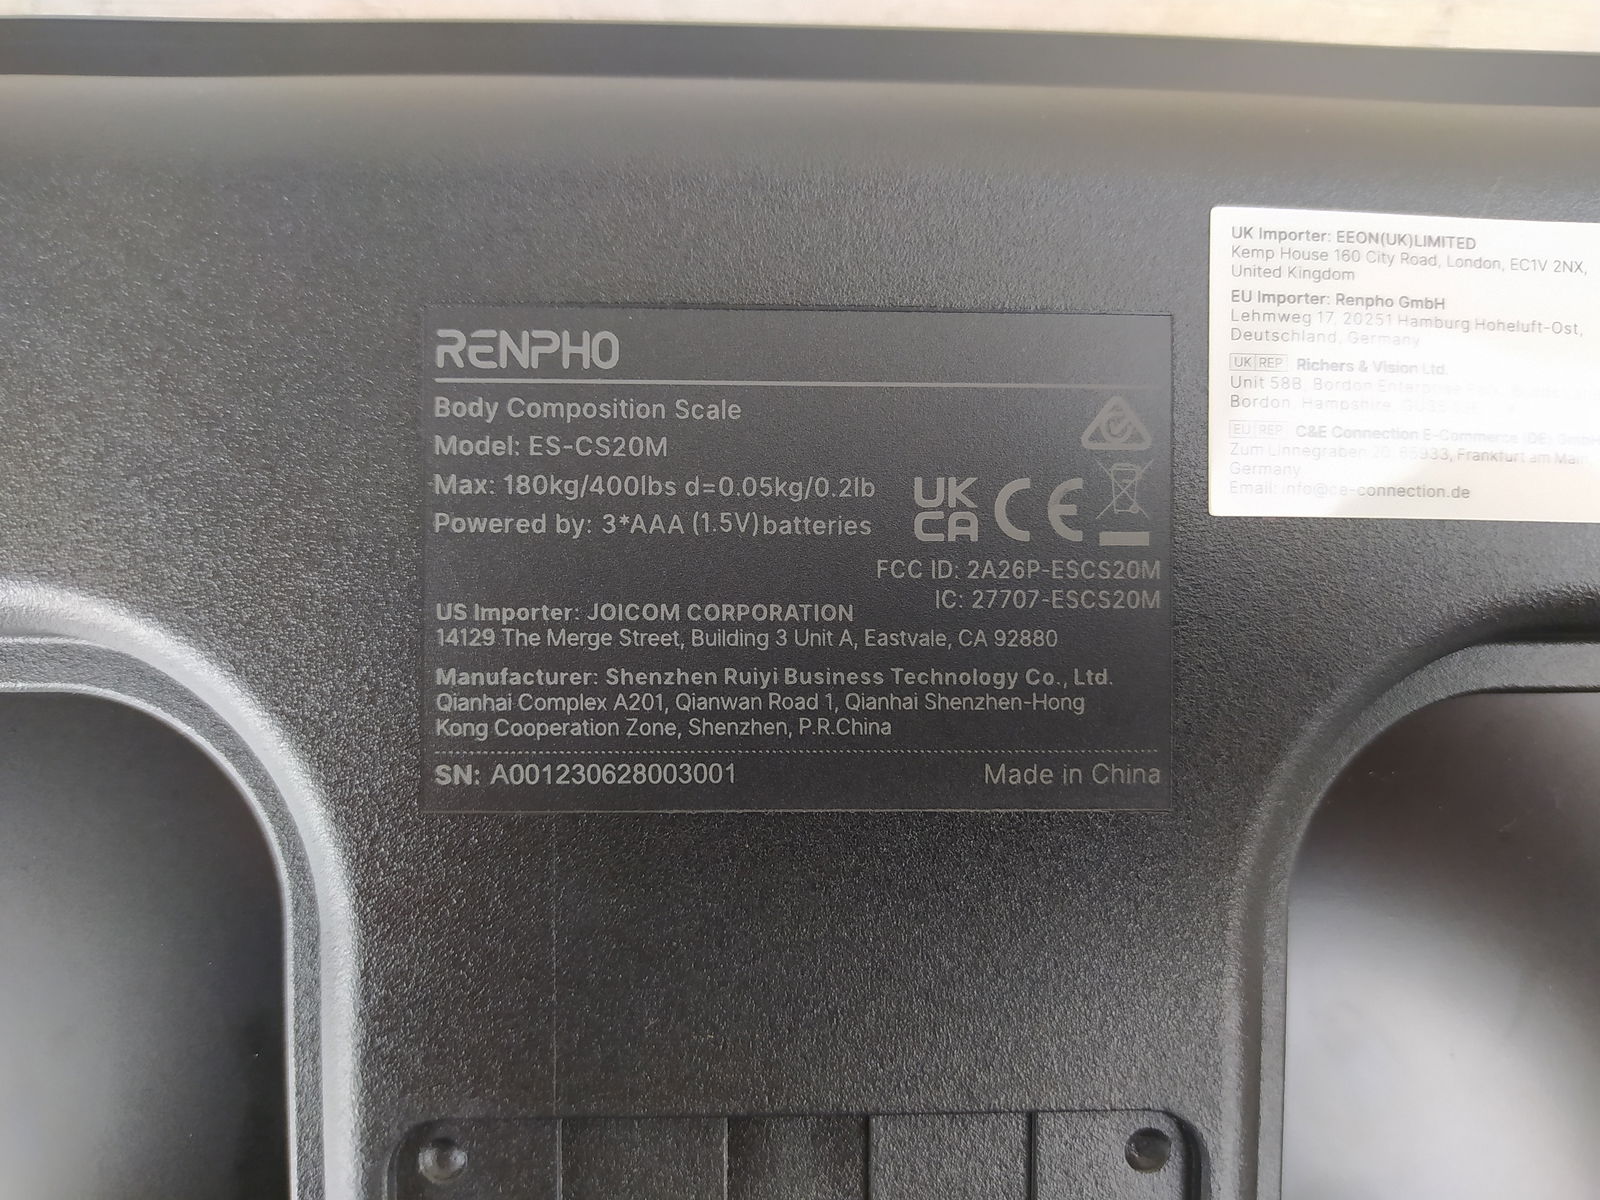 RENPHO
Body Composition Scale
Model: ES-CS20M
Max: 180kg/400lbs d=0.05kg/0.2lb
Powered by: 3*AAA (1.5V) batteries
UK
CA CE
FCC ID: 2A26P-ESCS20M
IC: 27707-ESCS20M
US Importer: JOICOM CORPORATION
14129 The Merge Street, Building 3 Unit A, Eastvale, CA 92880
Manufacturer: Shenzhen Ruiyi Business Technology Co., Ltd.
Qianhai Complex A201, Qianwan Road 1, Qianhai Shenzhen-Hong
Kong Cooperation Zone, Shenzhen, P.R.China
SN: A001230628003001 Made in China
UK Importer: EEON(UK)LIMITED
Kemp House 160 City Road, London, EC1V 2NX,
United Kingdom
EU Importer: Renpho GmbH
Lehmweg 17, 20251 Hamburg Hoheluft-Ost,
Deutschland, Germany
UK REP Richers & Vision Ltd.
Unit 58B, Bordon Enterprise
Bordon, Hampshire,
EU REP C&E Connection E-Commerce (DE) GmbH
Zum Linnegraben 20, 65933, Frankfurt am Main,
Germany
Email: info@ce-connection.de